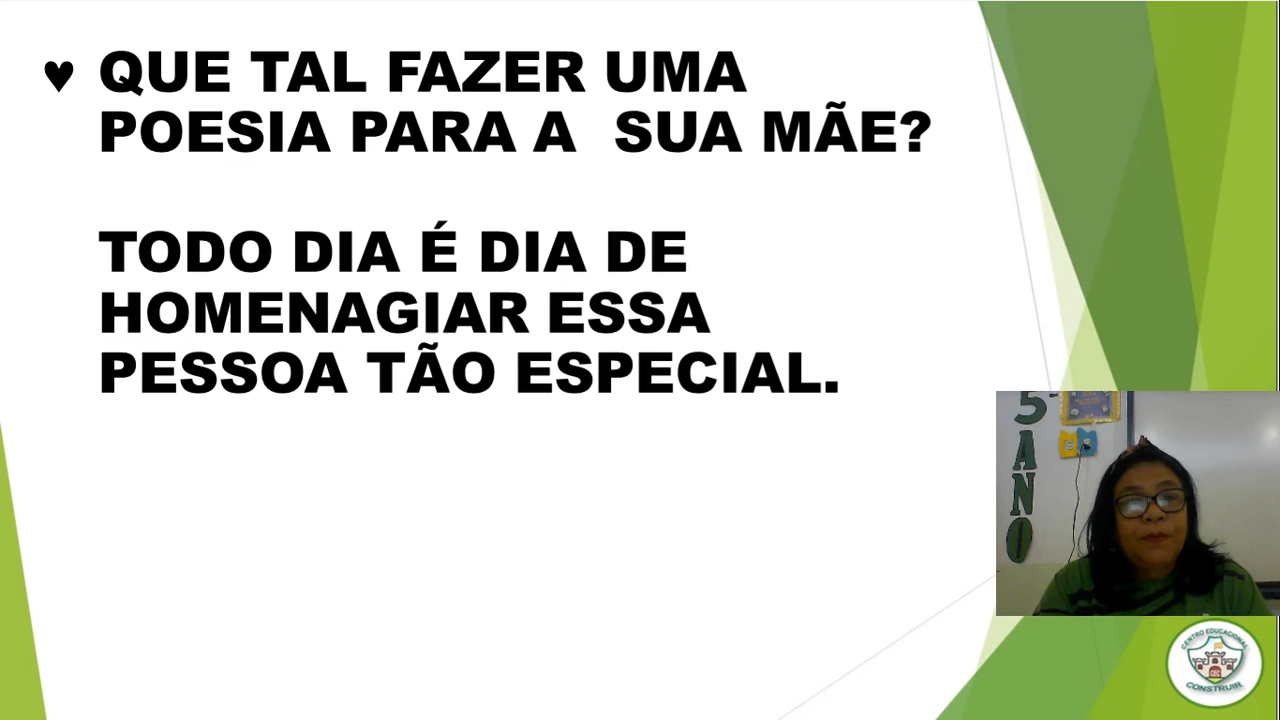 ♥ QUE TAL FAZER UMA
POESIA PARA A SUA MÃE?
TODO DIA É DIA DE
HOMENAGIAR ESSA
PESSOA TÃO ESPECIAL.
5
ANO
CENTRO EDUCACIONAL
CONSTRUIR